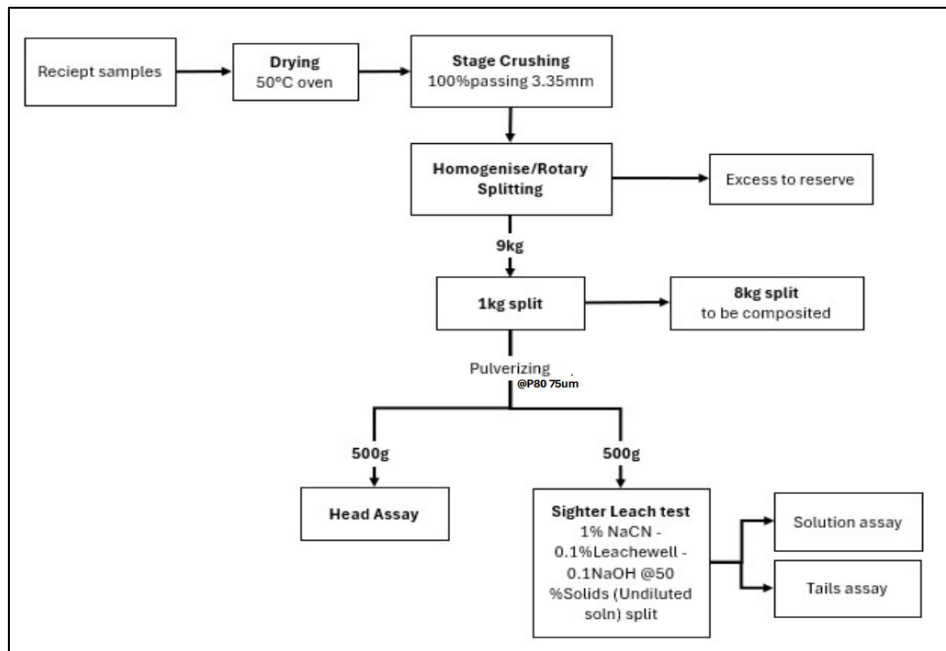 Reciept samples
Drying
50°C oven
Stage Crushing
100%passing 3.35mm
Homogenise/Rotary
Splitting
Excess to reserve
9kg
1kg split
8kg split
to be composited
Pulverizing
@P80 75um
500g
500g
Head Assay
Sighter Leach test
1% NaCN -
0.1%Leachewell -
0.1NaOH @50
%Solids (Undiluted
soln) split
Solution assay
Tails assay